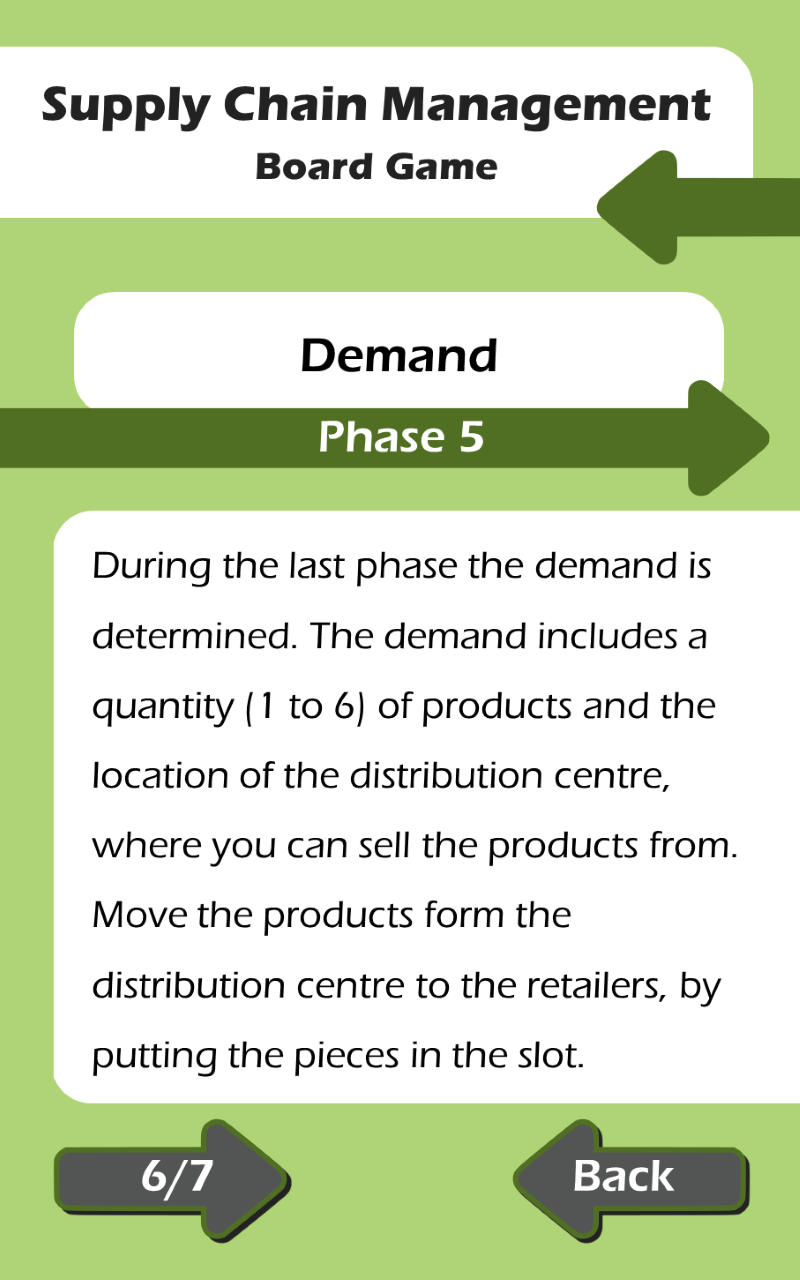 Supply Chain Management
Board Game
Demand
Phase 5
During the last phase the demand is
determined. The demand includes a
quantity (1 to 6) of products and the
location of the distribution centre,
where you can sell the products from.
Move the products form the
distribution centre to the retailers, by
putting the pieces in the slot.
6/7
Back